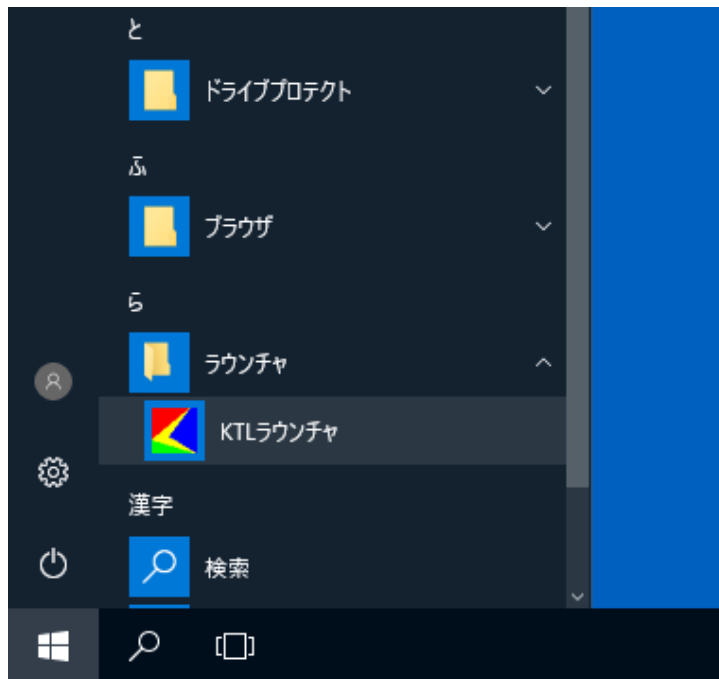 と
ドライブプロテクト
ふ
ブラウザ
ら
ラウンチャ
KTLラウンチャ
漢字
検索